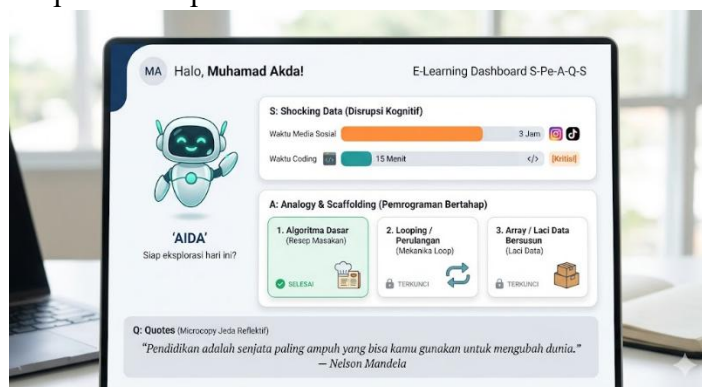 MA
Halo, Muhamad Akda!
E-Learning Dashboard S-Pe-A-Q-S
S: Shocking Data (Disrupsi Kognitif)
Waktu Media Sosial
3 Jam
Waktu Coding
15 Menit
</>
[Kritis!]
'AIDA'
Siap eksplorasi hari ini?
A: Analogy & Scaffolding (Pemrograman Bertahap)
1. Algoritma Dasar
(Resep Masakan)
SELESAI
2. Looping /
Perulangan
(Mekanika Loop)
TERKUNCI
3. Array / Laci Data
Bersusun
(Laci Data)
TERKUNCI
Q: Quotes (Microcopy Jeda Reflektif)
"Pendidikan adalah senjata paling ampuh yang bisa kamu gunakan untuk mengubah dunia."
— Nelson Mandela